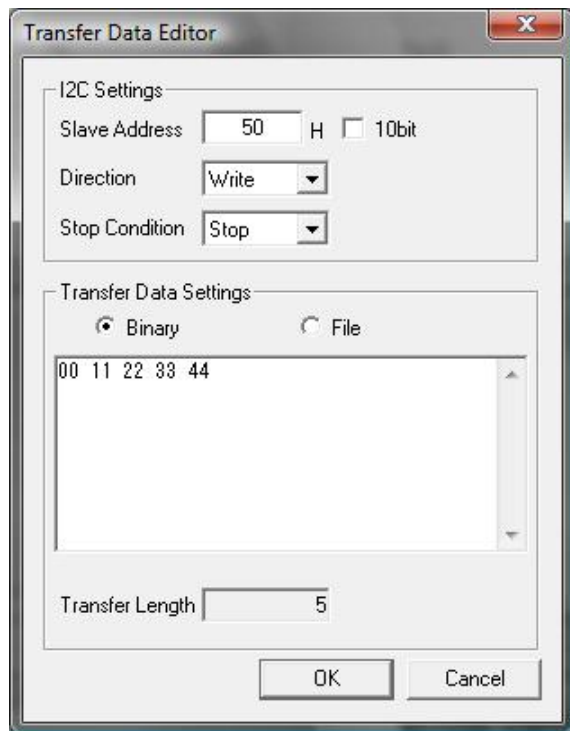 Transfer Data Editor
I2C Settings
Slave Address 50 H 10bit
Direction Write
Stop Condition Stop
Transfer Data Settings
Binary File
00 11 22 33 44
Transfer Length 5
OK Cancel